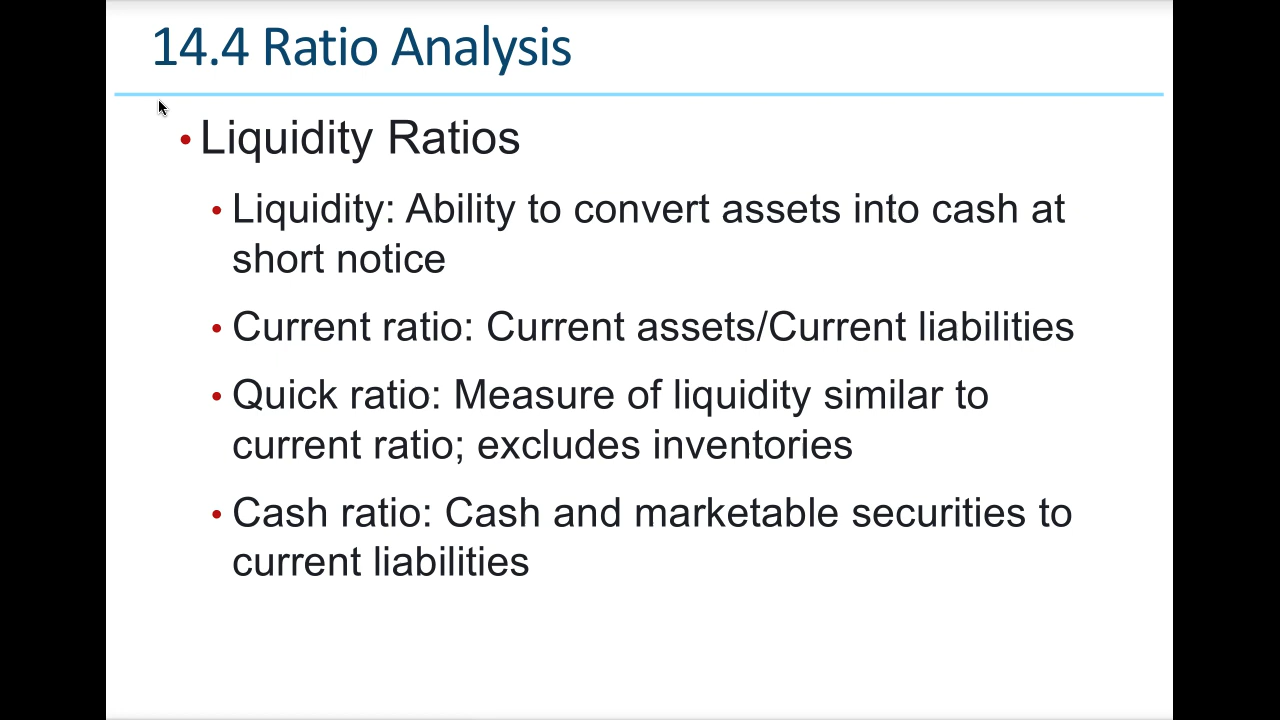 14.4 Ratio Analysis
• Liquidity Ratios
• Liquidity: Ability to convert assets into cash at
short notice
• Current ratio: Current assets/Current liabilities
• Quick ratio: Measure of liquidity similar to
current ratio; excludes inventories
• Cash ratio: Cash and marketable securities to
current liabilities